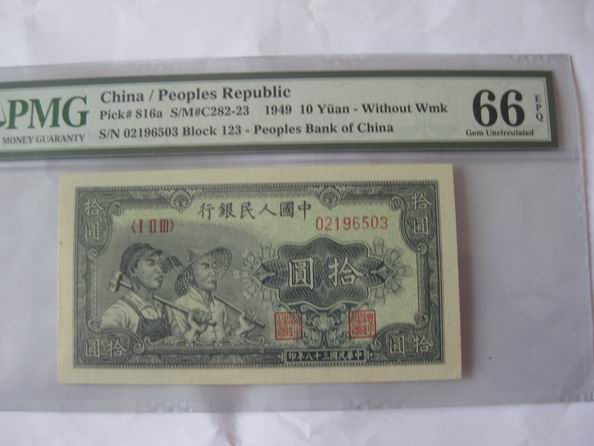 PMG
MONEY GUARANTY
China / Peoples Republic
Pick# 816a S/M#C282-23 1949 10 Yüan - Without Wmk
S/N 02196503 Block 123 - Peoples Bank of China
66 EPQ
Gem Uncirculated
行銀民人國中
〈I II III〉
02196503
拾圓
拾圓
圓拾
圓
拾
印年八十三國民華中